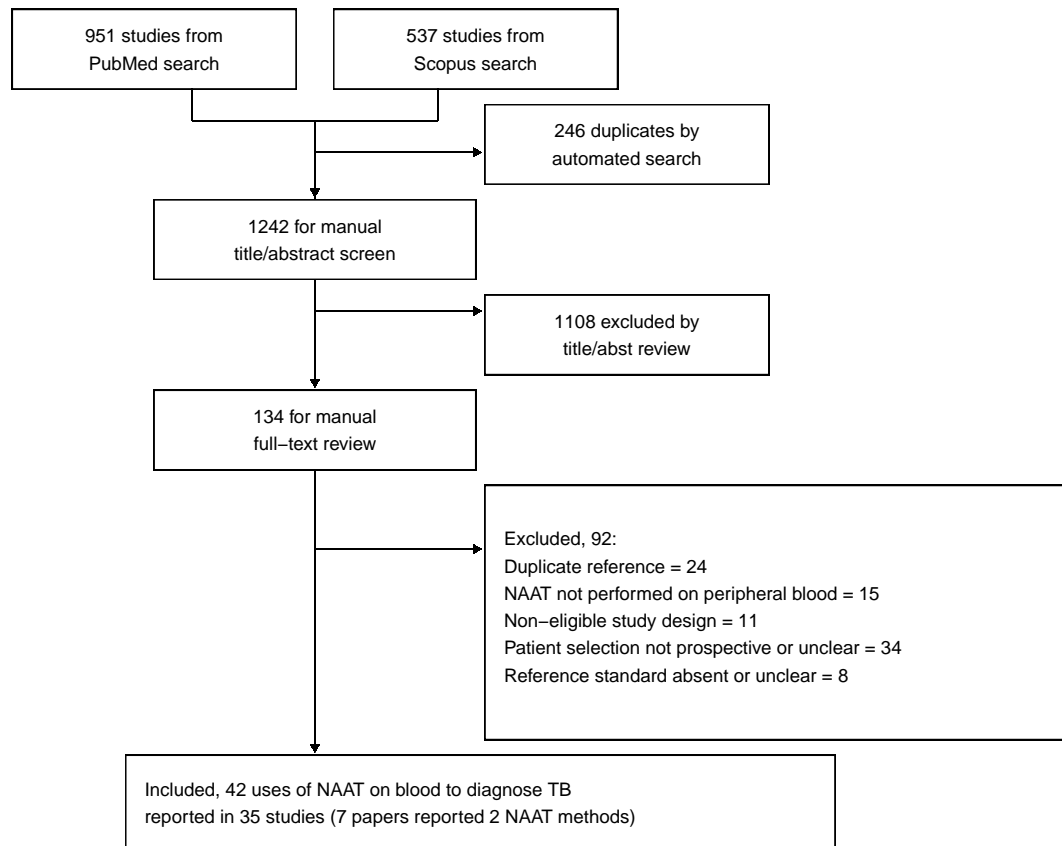 951 studies from
PubMed search
537 studies from
Scopus search
246 duplicates by
automated search
1242 for manual
title/abstract screen
1108 excluded by
title/abst review
134 for manual
full−text review
Excluded, 92:
Duplicate reference = 24
NAAT not performed on peripheral blood = 15
Non−eligible study design = 11
Patient selection not prospective or unclear = 34
Reference standard absent or unclear = 8
Included, 42 uses of NAAT on blood to diagnose TB
reported in 35 studies (7 papers reported 2 NAAT methods)